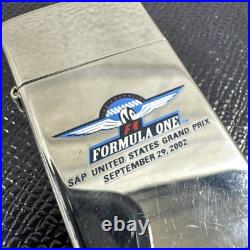 FORMULA ONE
SAP UNITED STATES GRAND PRIX
SEPTEMBER 29, 2002